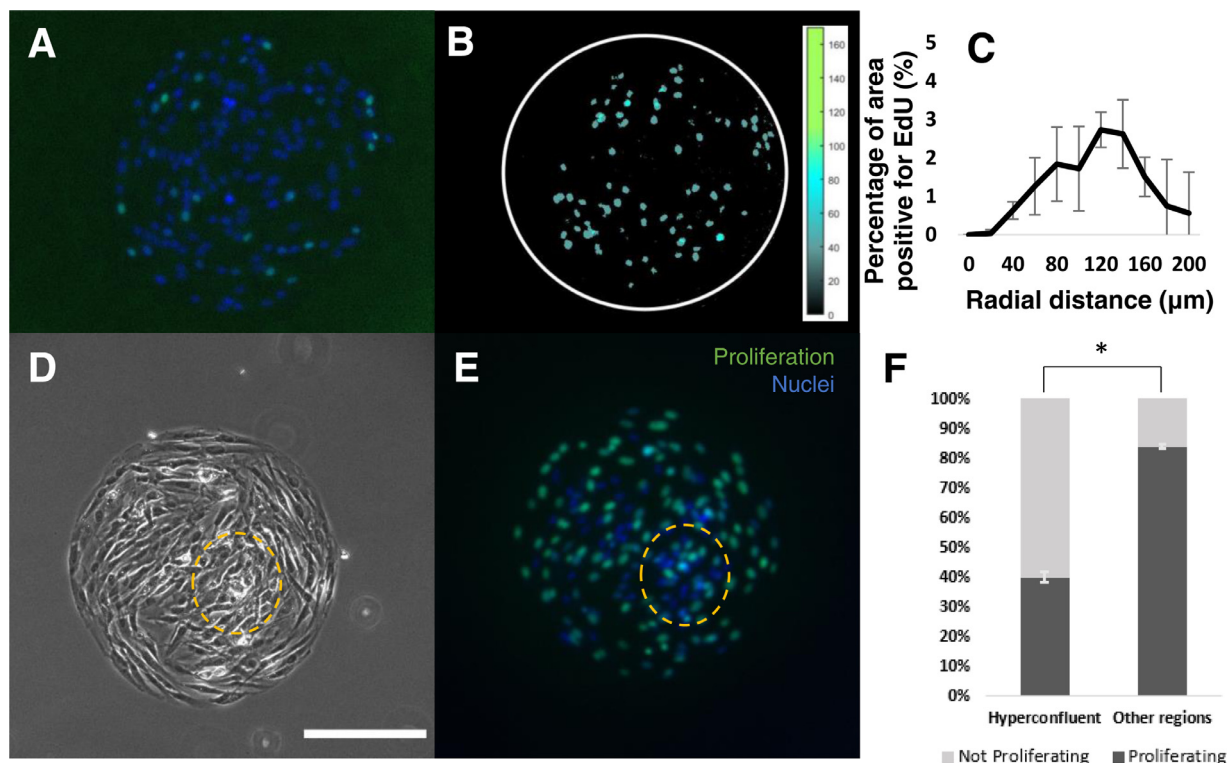 A
B
160
140
120
100
80
60
40
20
0
C
Percentage of area
positive for EdU (%)
5
4
3
2
1
0
0 40 80 120 160 200
Radial distance (µm)
D
E
Proliferation
Nuclei
F
*
100%
90%
80%
70%
60%
50%
40%
30%
20%
10%
0%
Hyperconfluent Other regions
Not Proliferating Proliferating